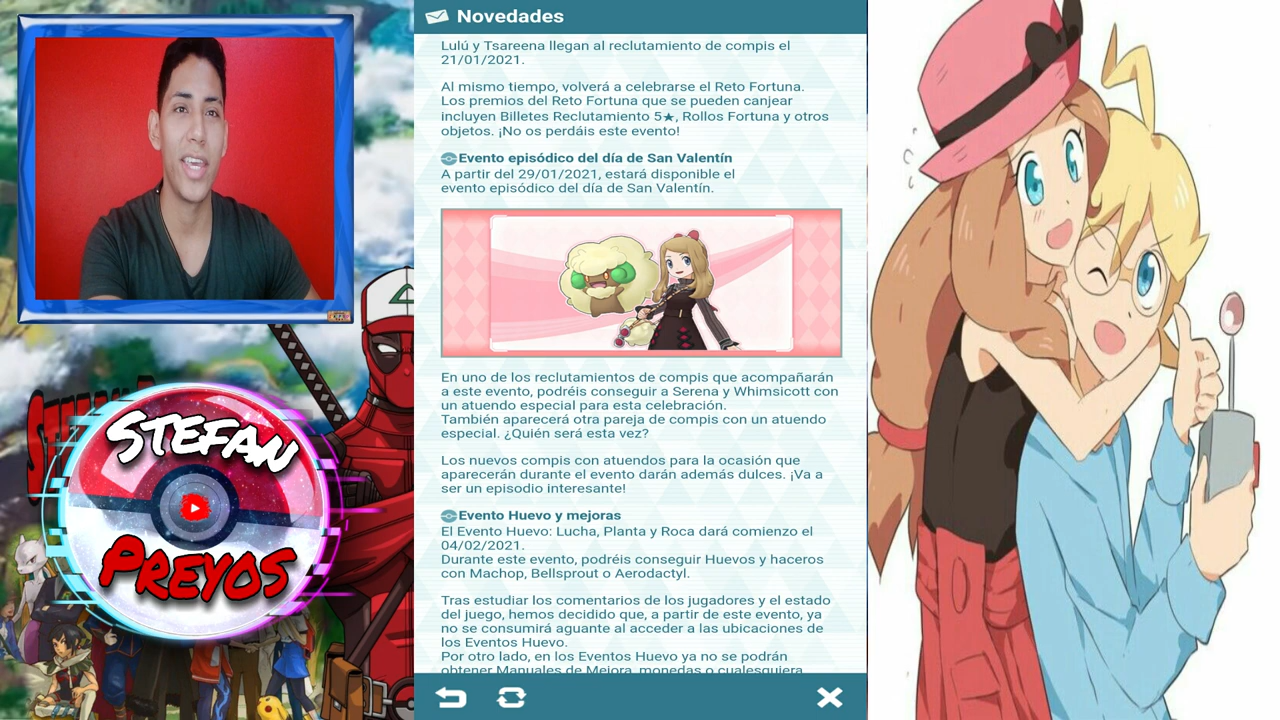 Novedades
Lulú y Tsareena llegan al reclutamiento de compis el
21/01/2021.
Al mismo tiempo, volverá a celebrarse el Reto Fortuna.
Los premios del Reto Fortuna que se pueden canjear
incluyen Billetes Reclutamiento 5★, Rollos Fortuna y otros
objetos. ¡No os perdáis este evento!
Evento episódico del día de San Valentín
A partir del 29/01/2021, estará disponible el
evento episódico del día de San Valentín.
En uno de los reclutamientos de compis que acompañarán
a este evento, podréis conseguir a Serena y Whimsicott con
un atuendo especial para esta celebración.
También aparecerá otra pareja de compis con un atuendo
especial. ¿Quién será esta vez?
Los nuevos compis con atuendos para la ocasión que
aparecerán durante el evento darán además dulces. ¡Va a
ser un episodio interesante!
Evento Huevo y mejoras
El Evento Huevo: Lucha, Planta y Roca dará comienzo el
04/02/2021.
Durante este evento, podréis conseguir Huevos y haceros
con Machop, Bellsprout o Aerodactyl.
Tras estudiar los comentarios de los jugadores y el estado
del juego, hemos decidido que, a partir de este evento, ya
no se consumirá aguante al acceder a las ubicaciones de
los Eventos Huevo.
Por otro lado, en los Eventos Huevo ya no se podrán
obtener Manuales de Mejora, monedas o cualesquiera
STEFAN
PREYOS